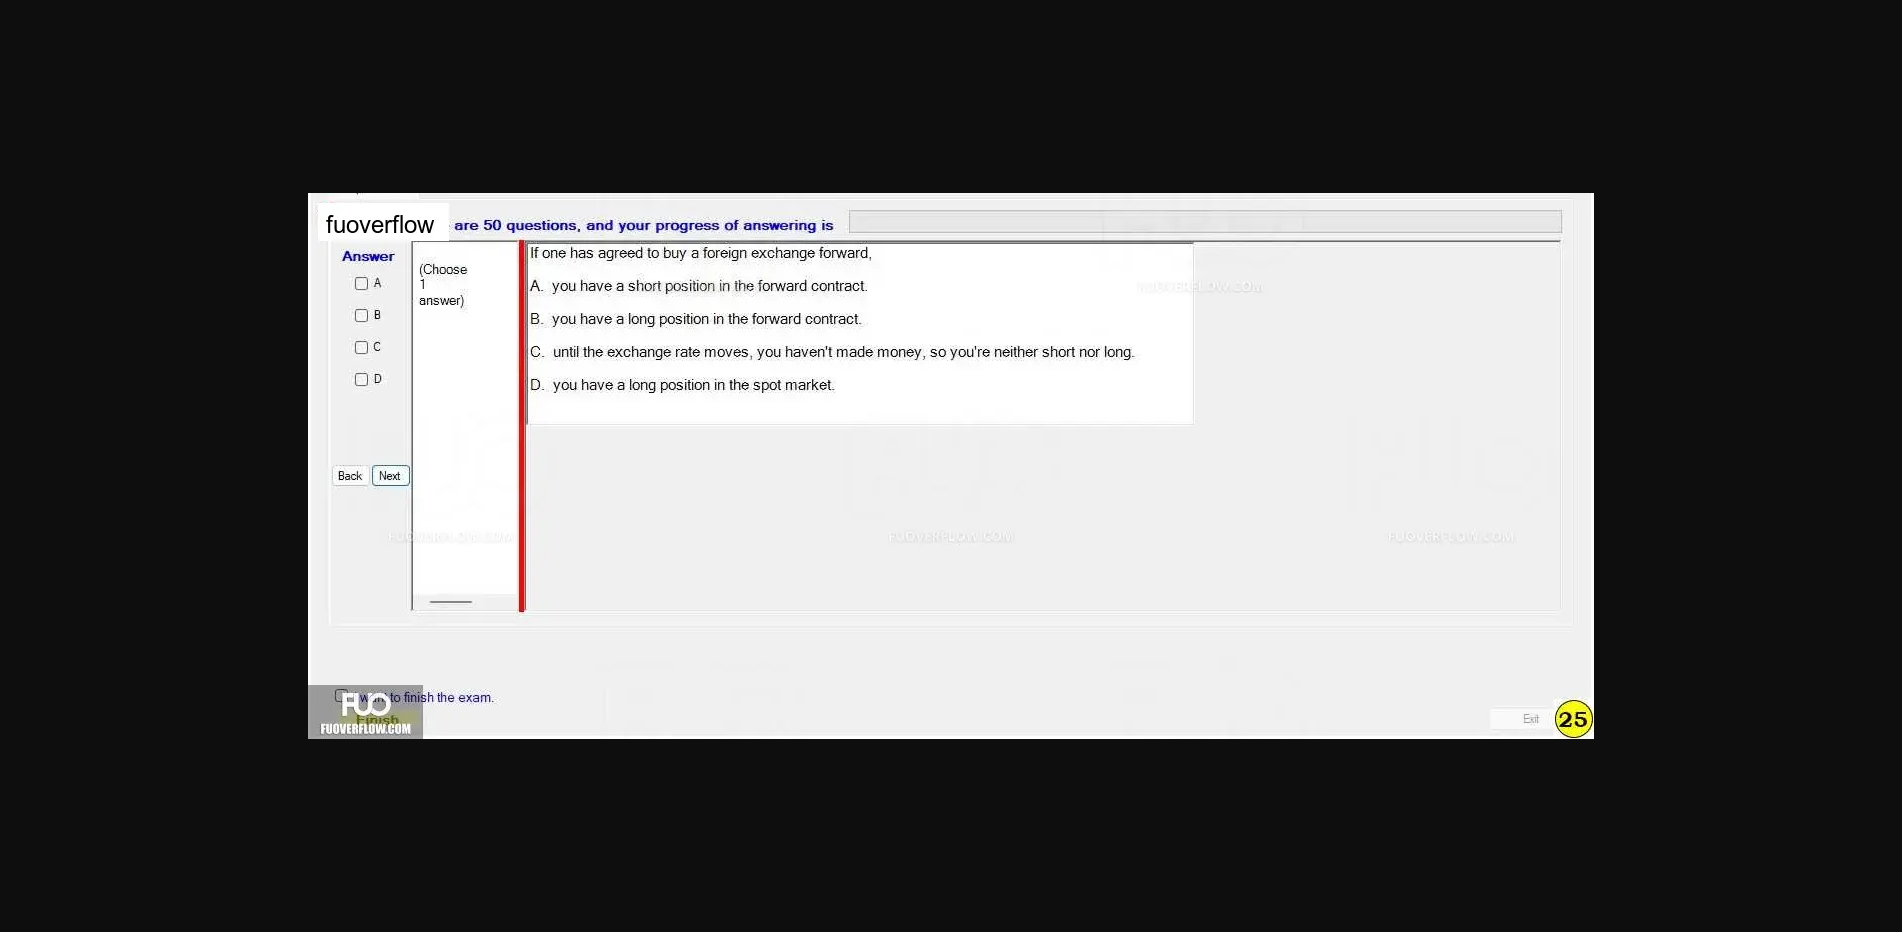 fuoverflow are 50 questions, and your progress of answering is
Answer
A
B
C
D
(Choose
1
answer)
If one has agreed to buy a foreign exchange forward,
A. you have a short position in the forward contract.
B. you have a long position in the forward contract.
C. until the exchange rate moves, you haven't made money, so you're neither short nor long.
D. you have a long position in the spot market.
Back Next
FUOVERFLOW.COM
FUOVERFLOW.COM FUOVERFLOW.COM FUOVERFLOW.COM
I want to finish the exam.
FUO
Finish
FUOVERFLOW.COM
Exit 25